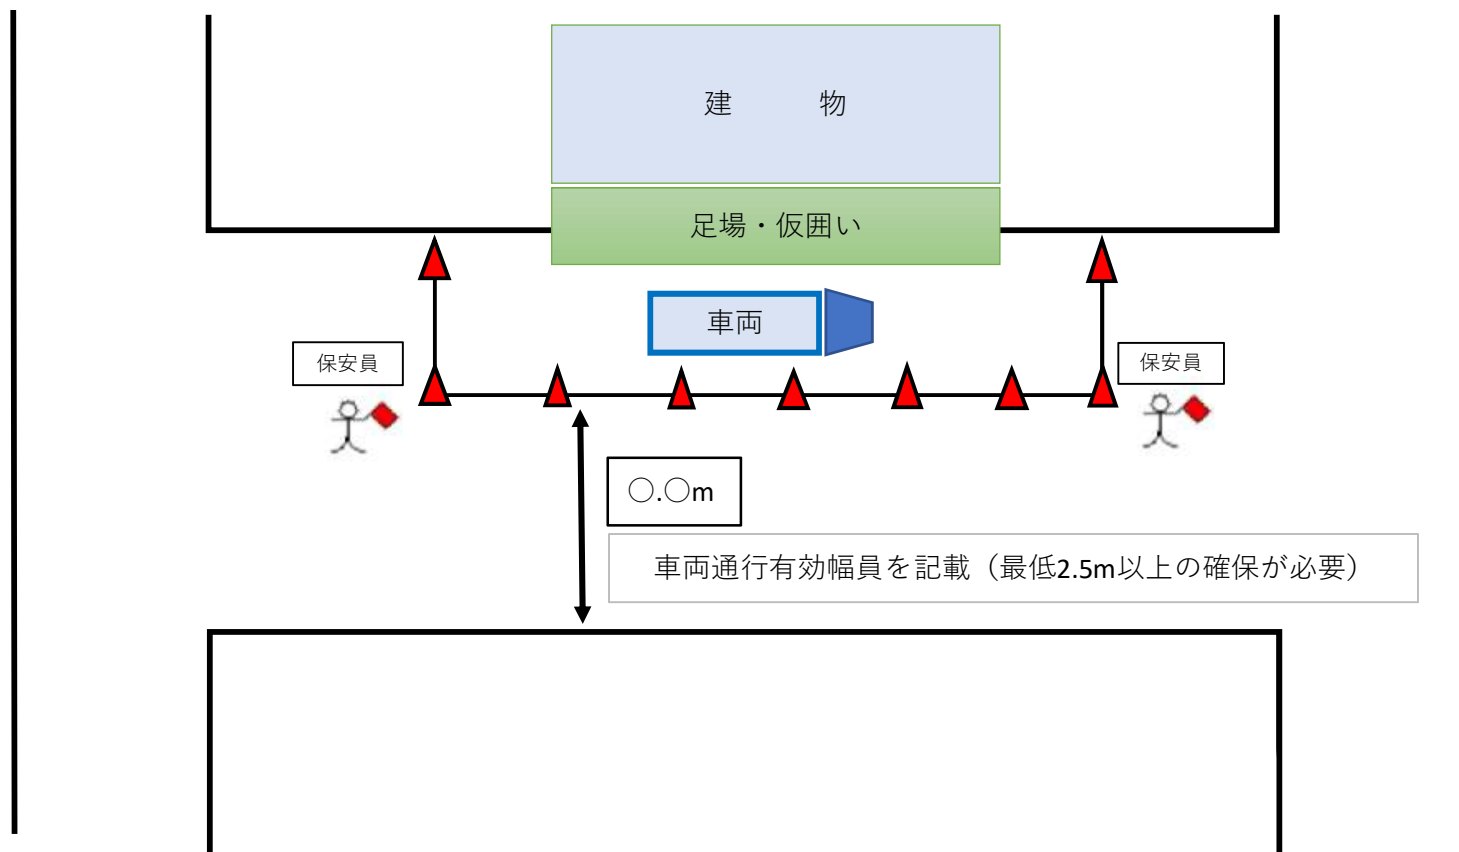 建　　物
足場・仮囲い
車両
保安員
保安員
○.○m
車両通行有効幅員を記載（最低2.5m以上の確保が必要）